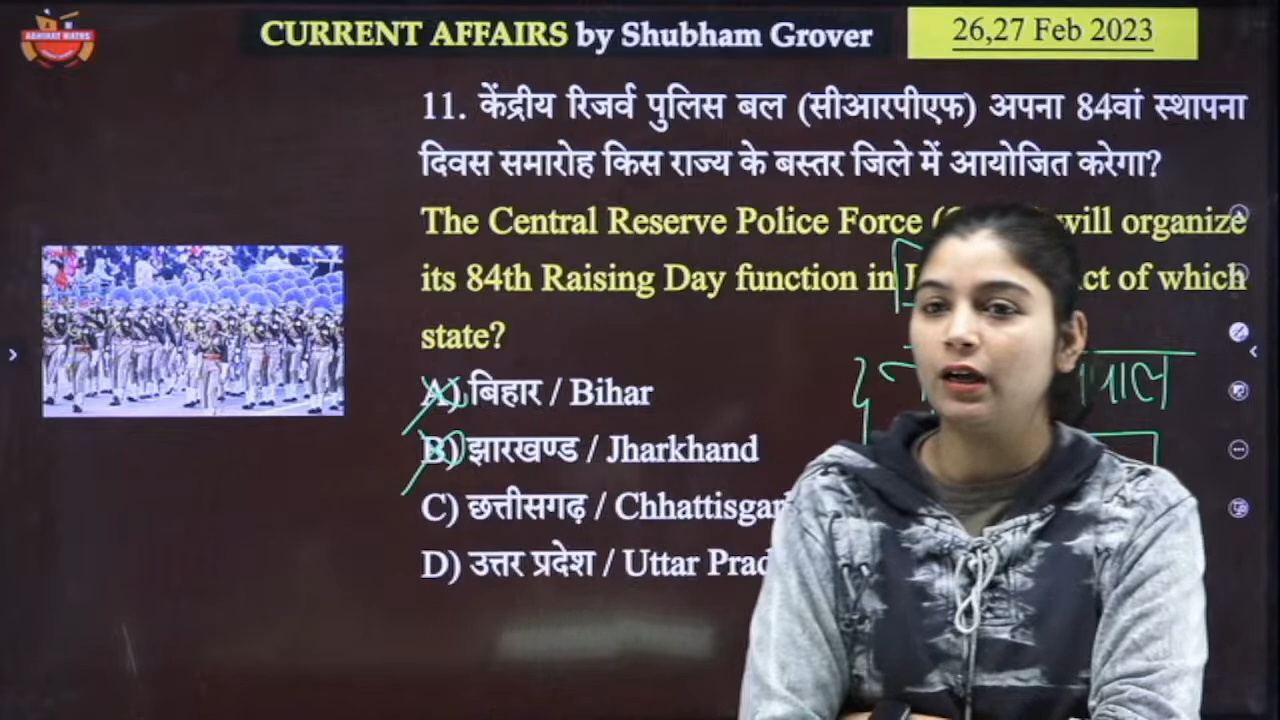 ABHINAY MATHS
CURRENT AFFAIRS by Shubham Grover
26,27 Feb 2023
11. केंद्रीय रिजर्व पुलिस बल (सीआरपीएफ) अपना 84वां स्थापना
दिवस समारोह किस राज्य के बस्तर जिले में आयोजित करेगा?
The Central Reserve Police Force will organize
its 84th Raising Day function in of which
state?
A) बिहार / Bihar
B) झारखण्ड / Jharkhand
C) छत्तीसगढ़ /
D) उत्तर प्रदेश / Uttar